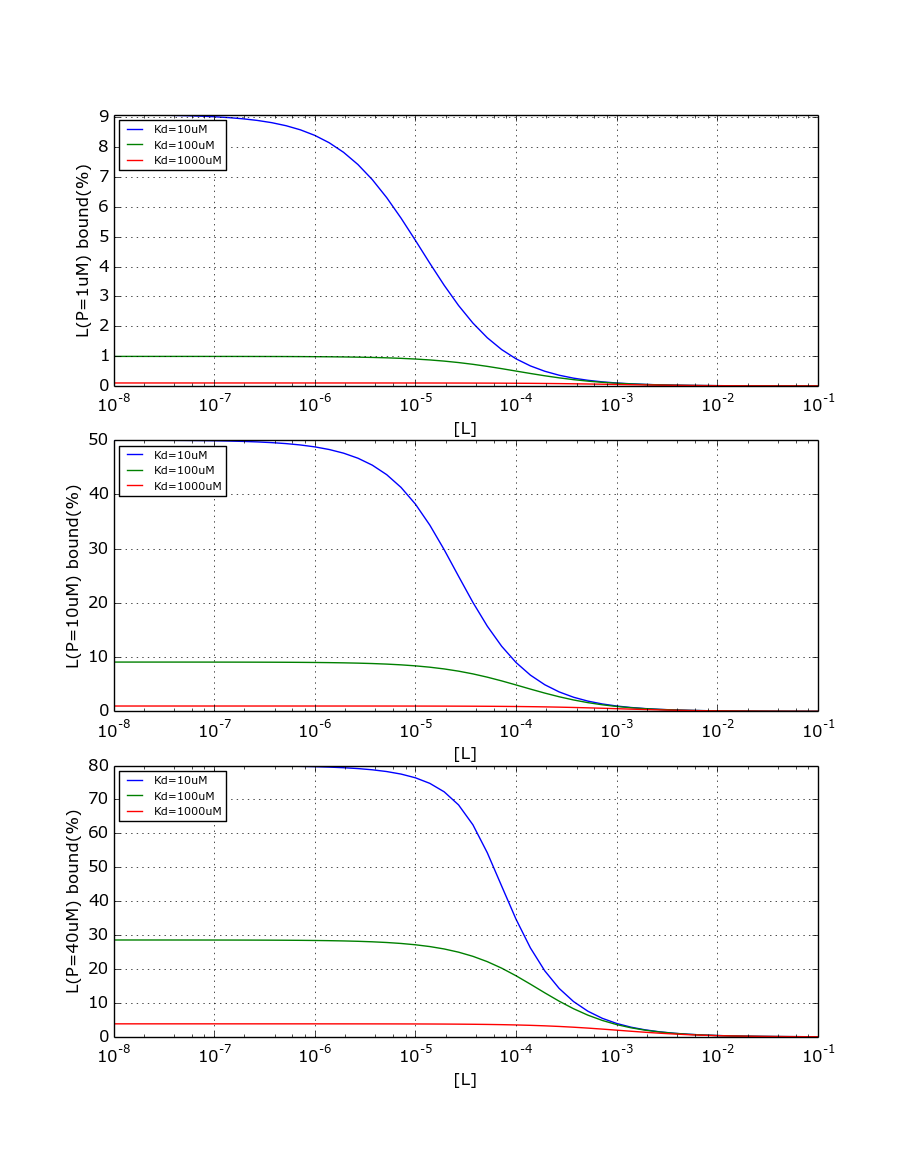 9
8
7
6
5
4
3
2
1
0
L(P=1uM) bound(%)
Kd=10uM
Kd=100uM
Kd=1000uM
10^-8 10^-7 10^-6 10^-5 10^-4 10^-3 10^-2 10^-1
[L]
50
40
30
20
10
0
L(P=10uM) bound(%)
Kd=10uM
Kd=100uM
Kd=1000uM
10^-8 10^-7 10^-6 10^-5 10^-4 10^-3 10^-2 10^-1
[L]
80
70
60
50
40
30
20
10
0
L(P=40uM) bound(%)
Kd=10uM
Kd=100uM
Kd=1000uM
10^-8 10^-7 10^-6 10^-5 10^-4 10^-3 10^-2 10^-1
[L]